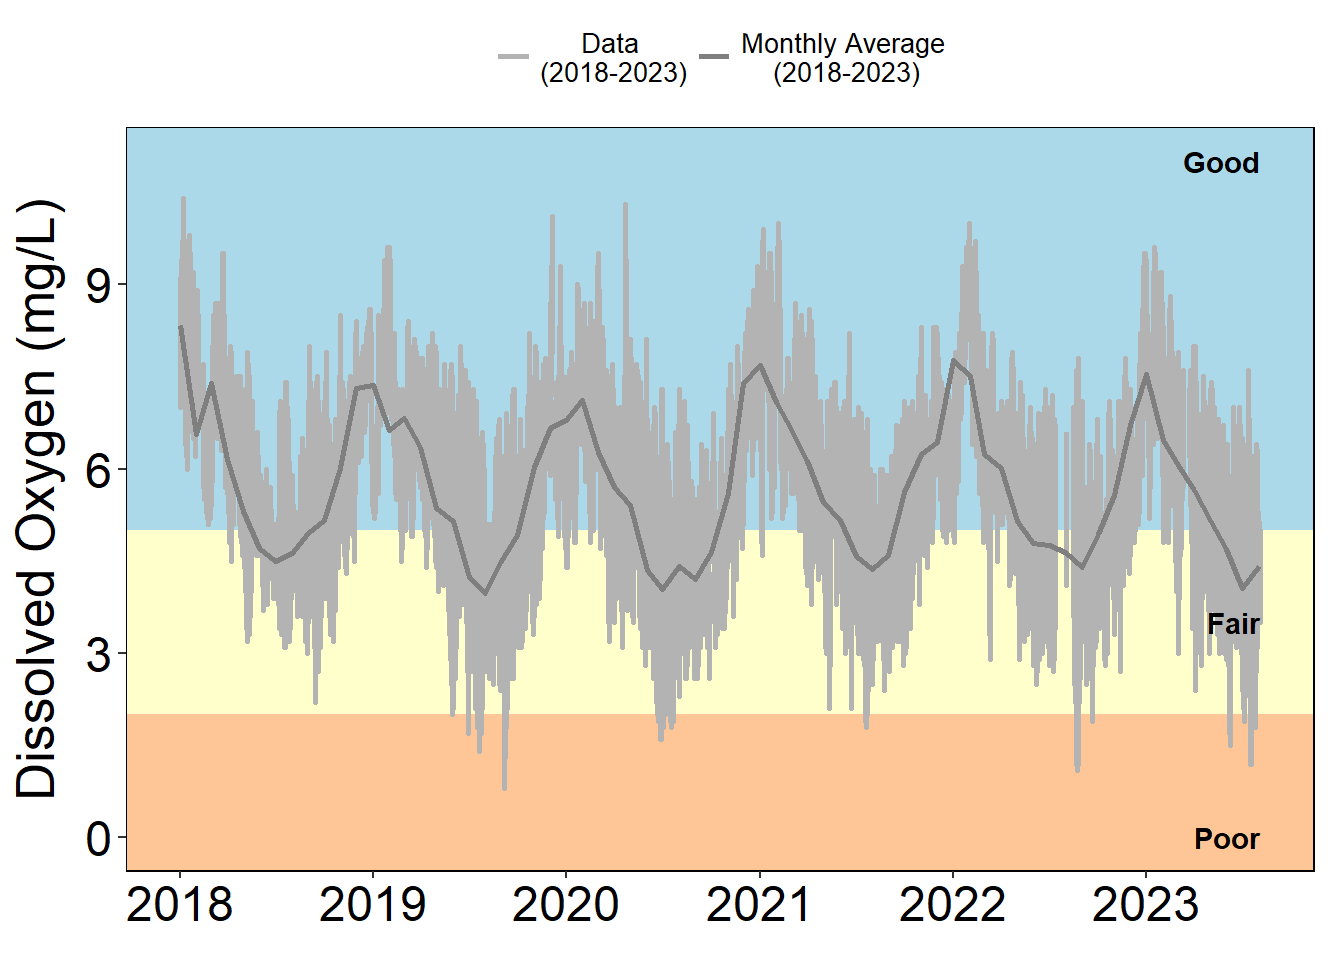 Data
(2018-2023)
Monthly Average
(2018-2023)
Dissolved Oxygen (mg/L)
9
6
3
0
Good
Fair
Poor
2018 2019 2020 2021 2022 2023